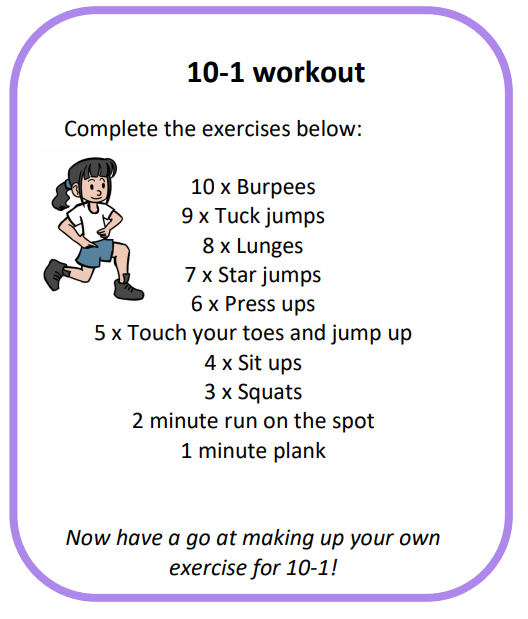 10-1 workout
Complete the exercises below:
10 x Burpees
9 x Tuck jumps
8 x Lunges
7 x Star jumps
6 x Press ups
5 x Touch your toes and jump up
4 x Sit ups
3 x Squats
2 minute run on the spot
1 minute plank
Now have a go at making up your own
exercise for 10-1!